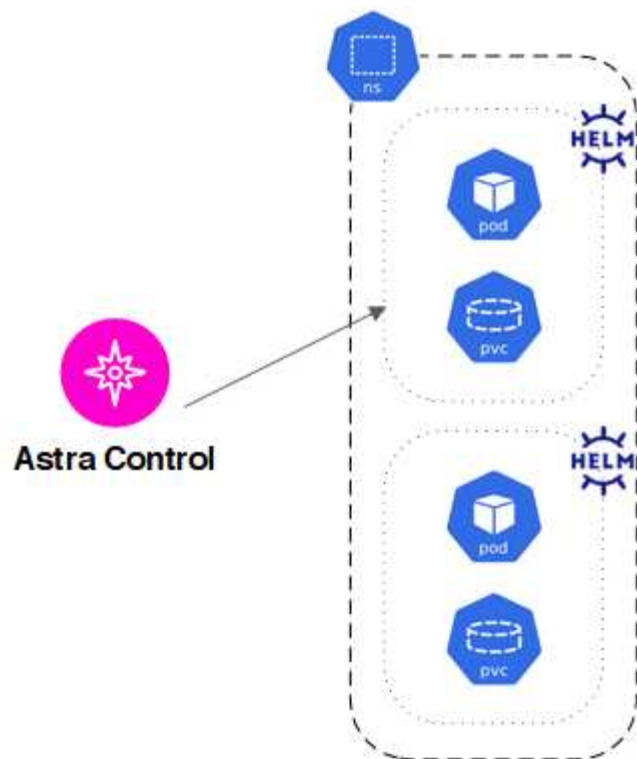 ns
HELM
pod
pvc
Astra Control
HELM
pod
pvc